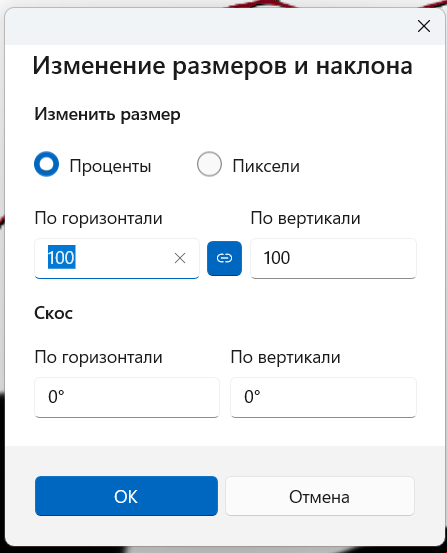 Изменение размеров и наклона
Изменить размер
Проценты Пиксели
По горизонтали По вертикали
100 100
Скос
По горизонтали По вертикали
0° 0°
ОК Отмена